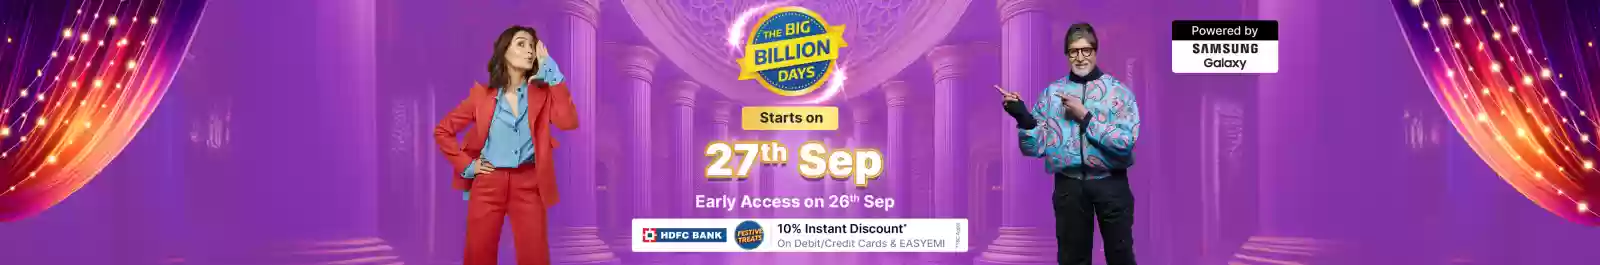 THE BIG
BILLION
DAYS
Starts on
27th Sep
Early Access on 26th Sep
HDFC BANK
FESTIVE
TREATS
10% Instant Discount*
On Debit/Credit Cards & EASYEMI
*T&C Apply
Powered by
SAMSUNG
Galaxy